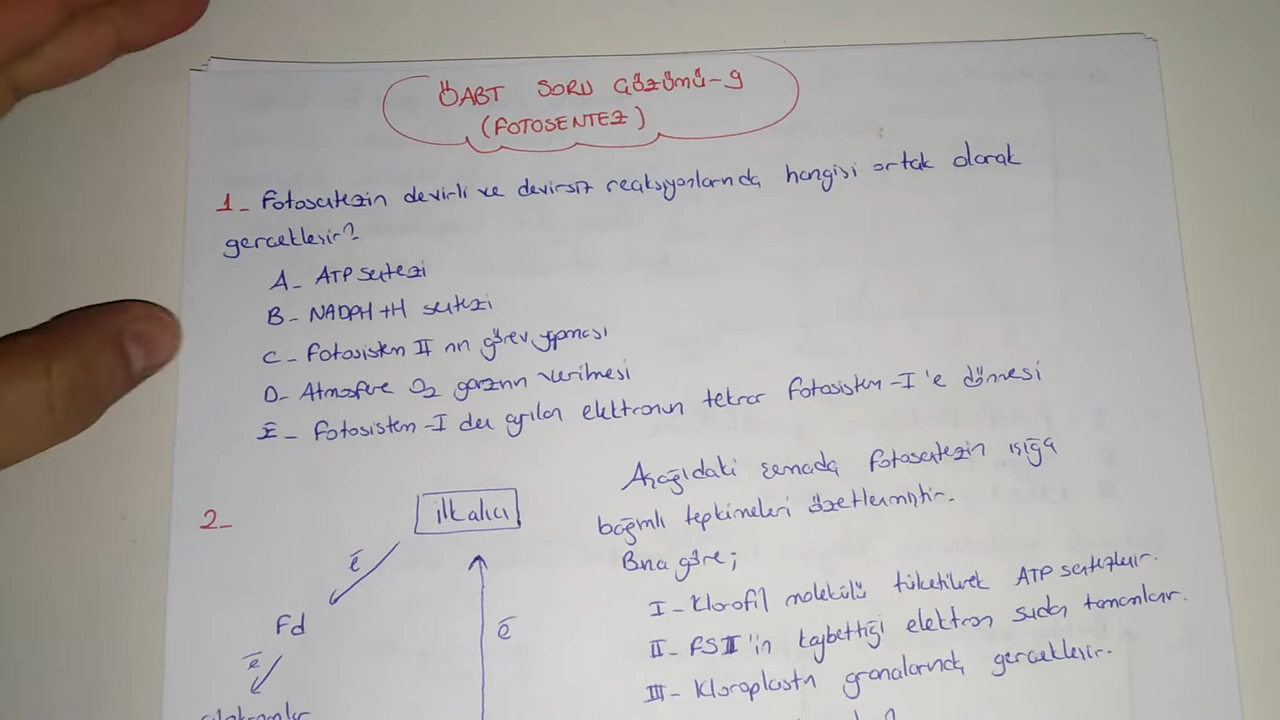 ÖABT SORU ÇÖZÜMÜ-9
(FOTOSENTEZ)
1- Fotosentezin devirli ve devirsiz reaksiyonlarında hangisi ortak olarak
gerçekleşir?
A- ATP sentezi
B- NADPH+H sentezi
C- Fotosistem II nin görev yapması
D- Atmosfere O2 gazının verilmesi
E- Fotosistem-I den ayrılan elektronun tekrar fotosistem-I'e dönmesi
2-
ilk alıcı
ē
Fd
ē
ē
Aşağıdaki şemada fotosentezin ışığa
bağımlı tepkimeleri özetlenmiştir.
Buna göre;
I- Klorofil molekülü tüketilerek ATP sentezlenir.
II- FSII'in kaybettiği elektron sudan tamamlanır.
III- Kloroplastın granalarında gerçekleşir.